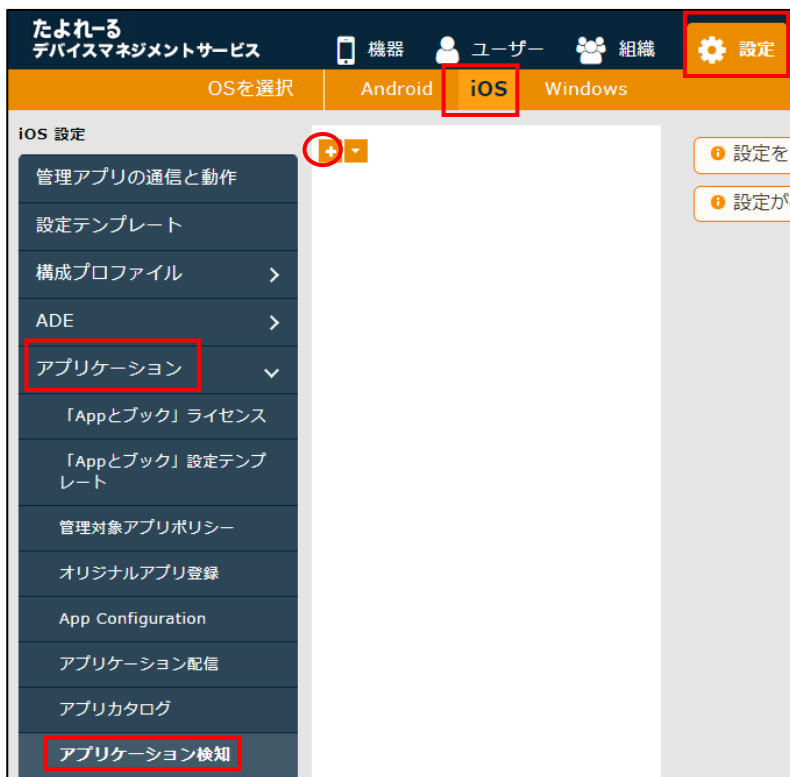 たよれーる
デバイスマネジメントサービス
機器
ユーザー
組織
設定
OSを選択
Android
iOS
Windows
iOS 設定
管理アプリの通信と動作
設定テンプレート
構成プロファイル
ADE
アプリケーション
「Appとブック」ライセンス
「Appとブック」設定テンプ
レート
管理対象アプリポリシー
オリジナルアプリ登録
App Configuration
アプリケーション配信
アプリカタログ
アプリケーション検知
設定を
設定が